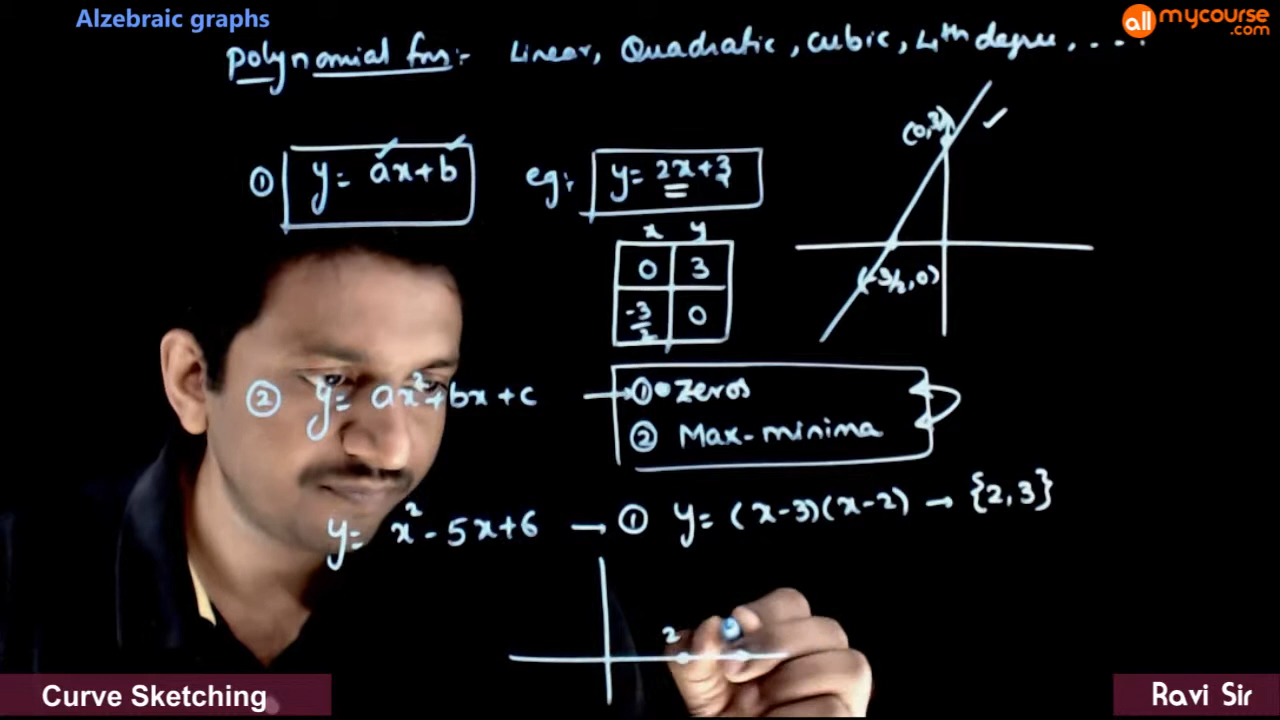 Alzebraic graphs
all mycourse .com
Polynomial fns:- Linear, Quadratic, Cubic, 4th degree, ....
① y = ax+b eg:- y = 2x+3
(0,3) ✓
x y
0 3
-3/2 0
(-3/2, 0)
② y = ax²+bx+c → ① zeros
② Max-minima
y = x² - 5x+6 → ① y = (x-3)(x-2) → {2,3}
2
Curve Sketching
Ravi Sir